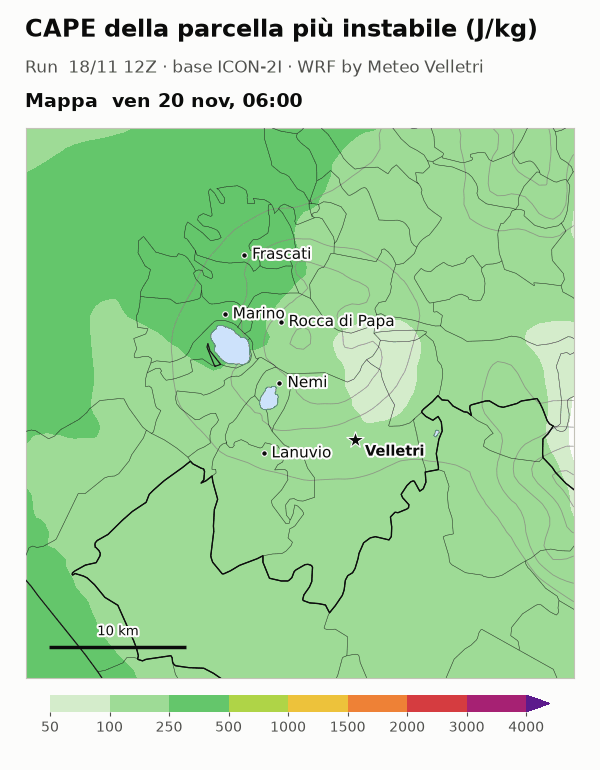 CAPE della parcella più instabile (J/kg)
Run  18/11 12Z · base ICON-2I · WRF by Meteo Velletri
Mappa  ven 20 nov, 06:00
Frascati
Marino
Rocca di Papa
Nemi
Velletri
Lanuvio
10 km
50 100 250 500 1000 1500 2000 3000 4000